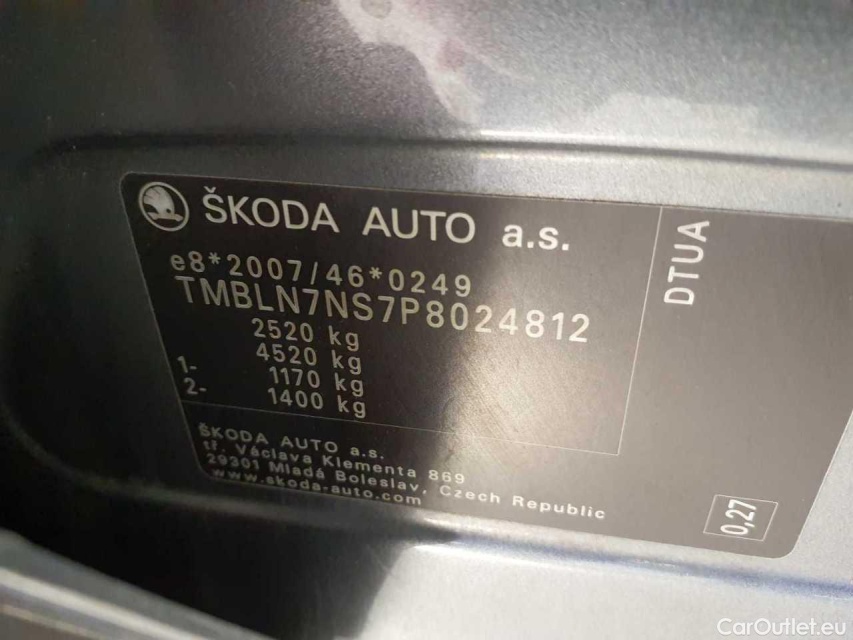 ŠKODA AUTO a.s.
e8*2007/46*0249
TMBLN7NS7P8024812
2520 kg
4520 kg
1- 1170 kg
2- 1400 kg
ŠKODA AUTO a.s.
tř. Václava Klementa 869
29301 Mladá Boleslav, Czech Republic
www.skoda-auto.com
DTUA
0,27
CarOutlet.eu